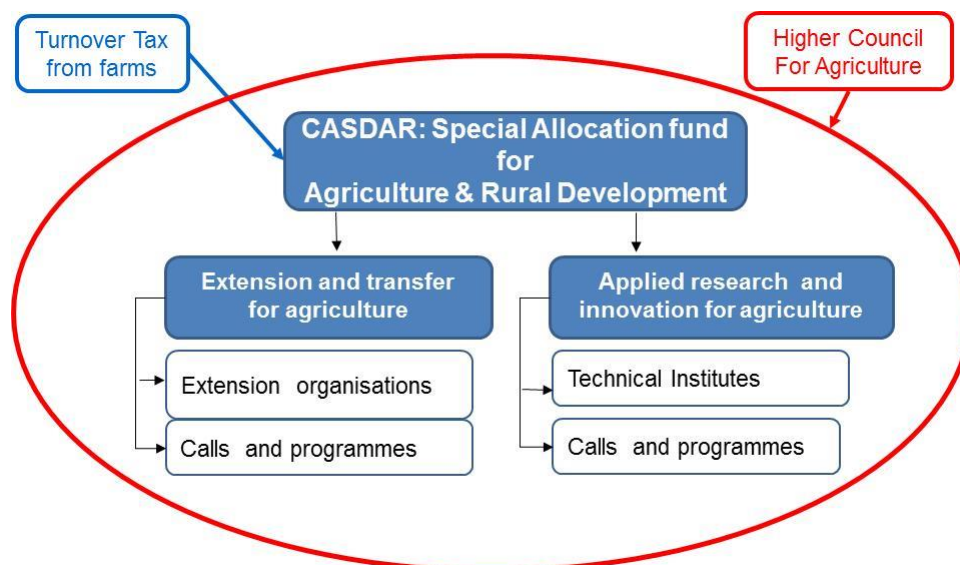 Turnover Tax
from farms
Higher Council
For Agriculture
CASDAR: Special Allocation fund
for
Agriculture & Rural Development
Extension and transfer
for agriculture
Applied research and
innovation for agriculture
Extension organisations
Technical Institutes
Calls and programmes
Calls and programmes